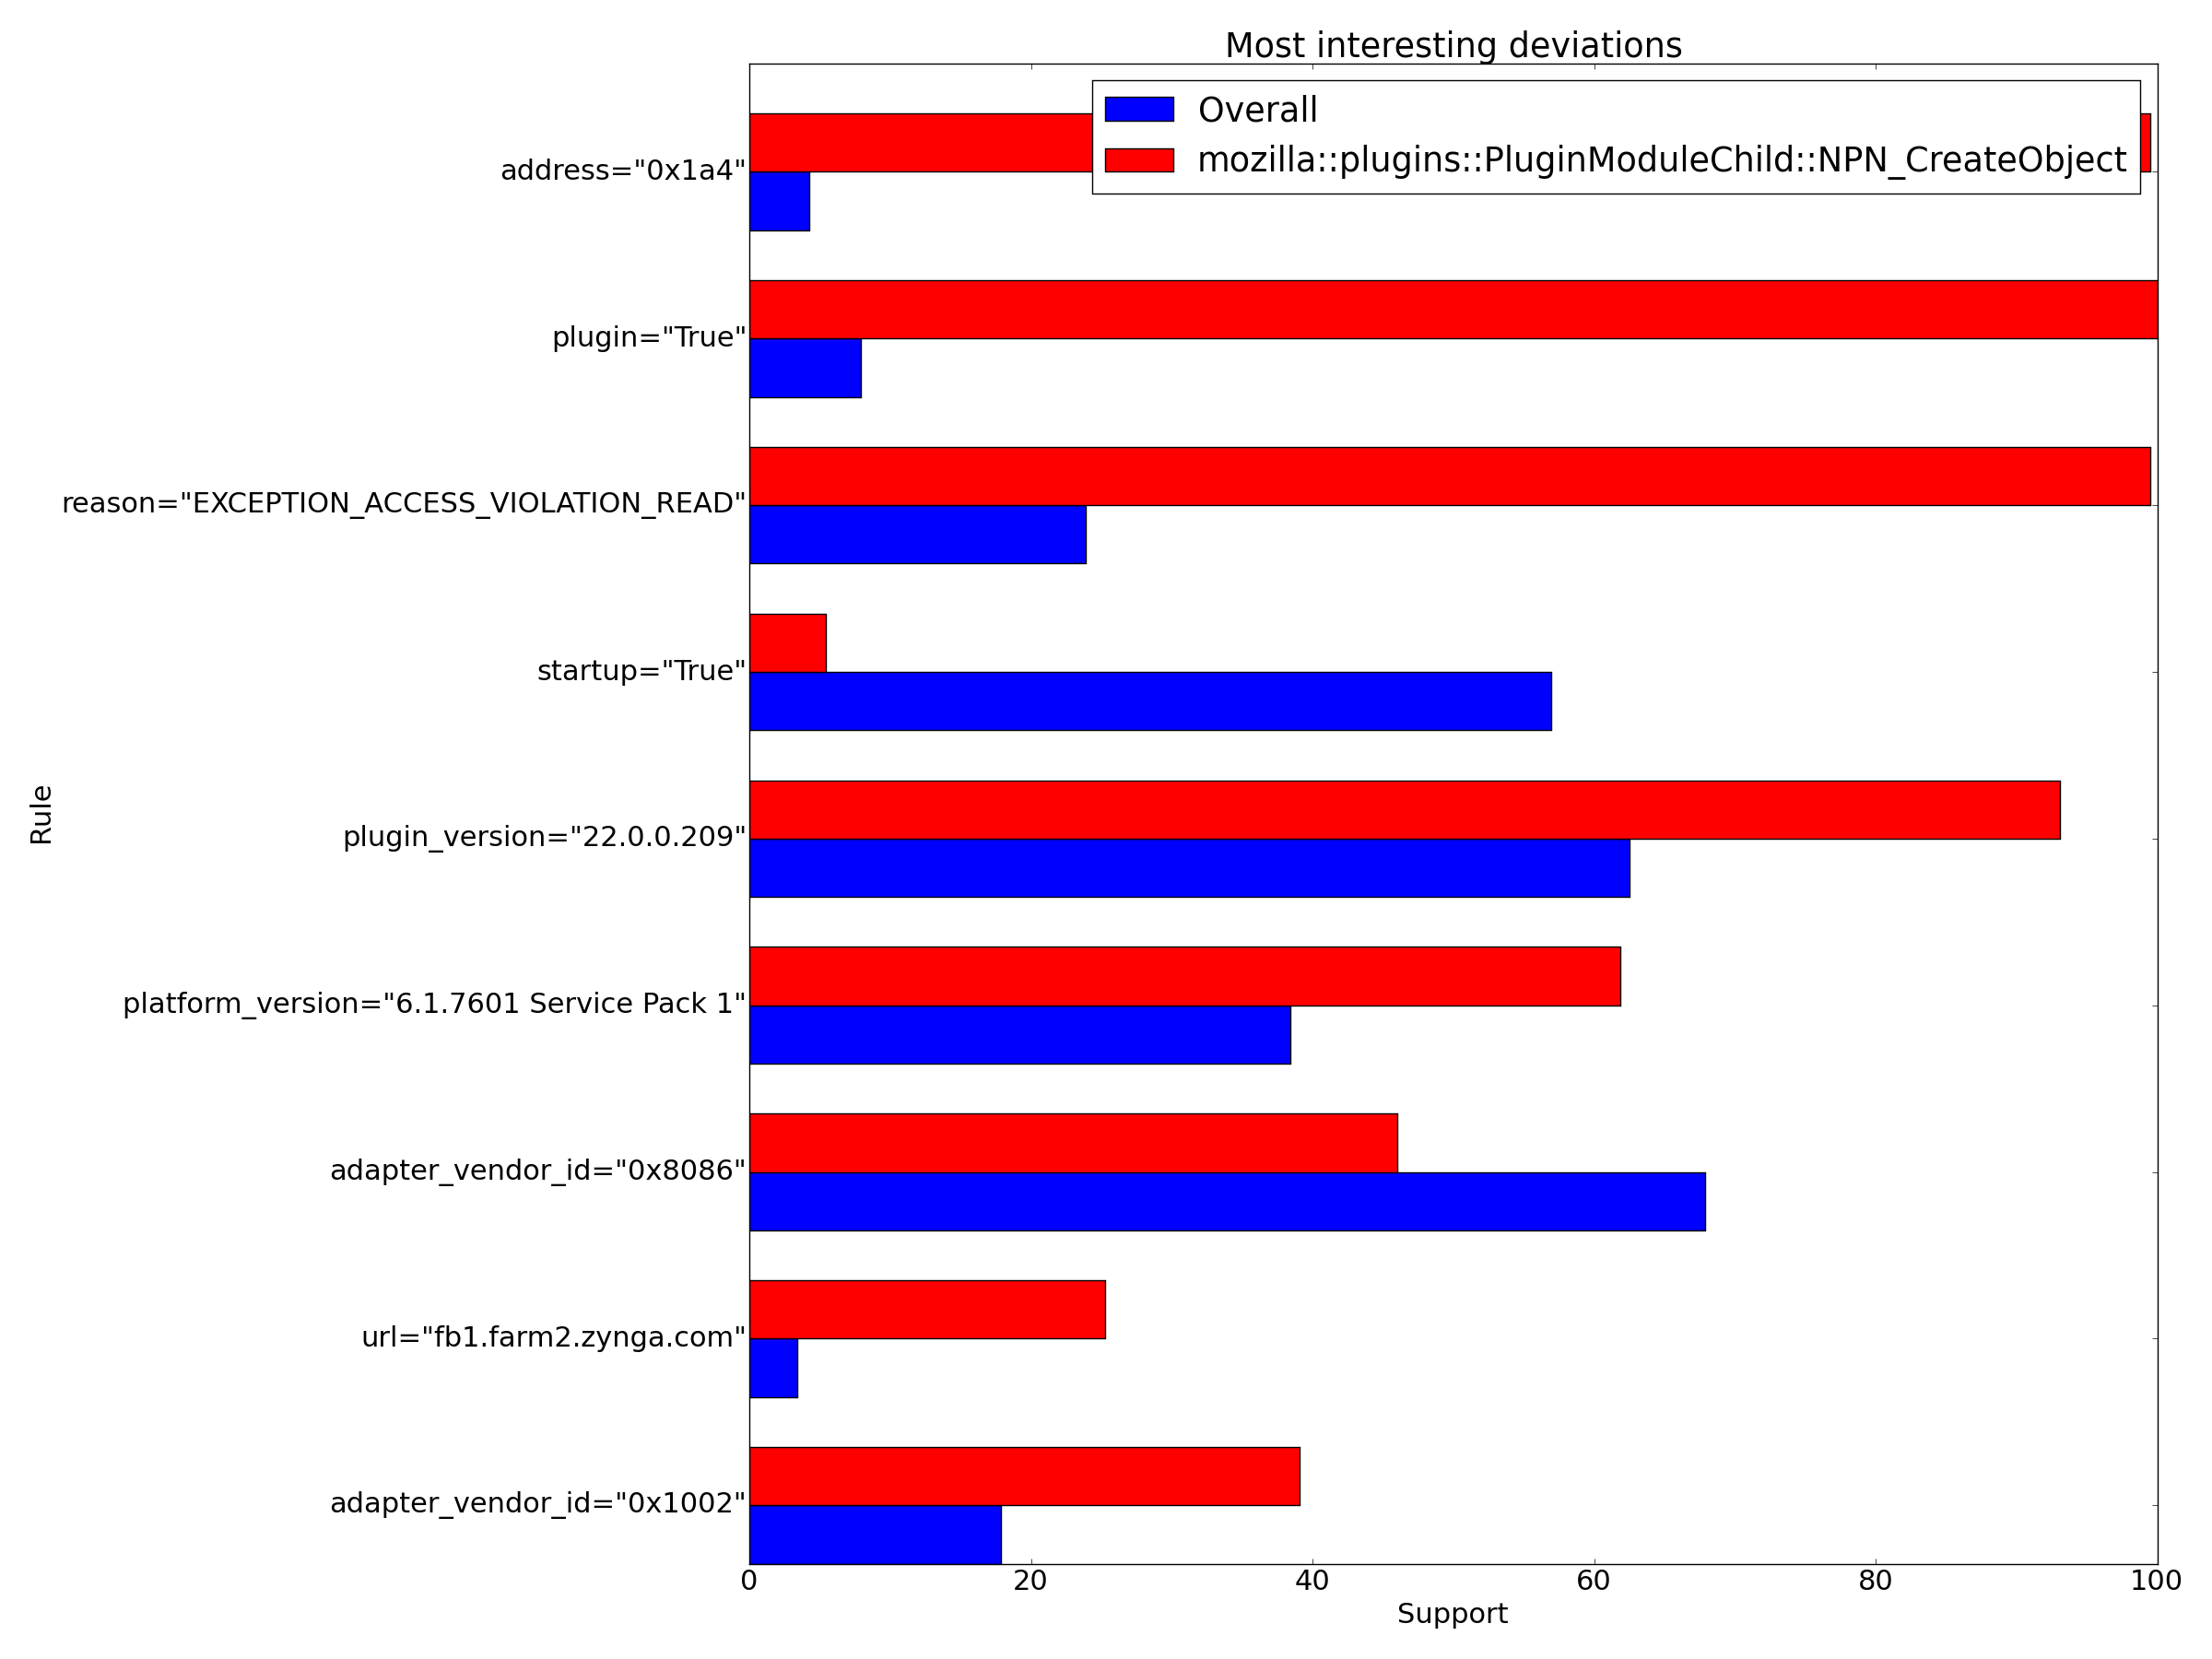 Most interesting deviations
Overall
mozilla::plugins::PluginModuleChild::NPN_CreateObject
address="0x1a4"
plugin="True"
reason="EXCEPTION_ACCESS_VIOLATION_READ"
startup="True"
plugin_version="22.0.0.209"
platform_version="6.1.7601 Service Pack 1"
adapter_vendor_id="0x8086"
url="fb1.farm2.zynga.com"
adapter_vendor_id="0x1002"
Rule
0 20 40 60 80 100
Support